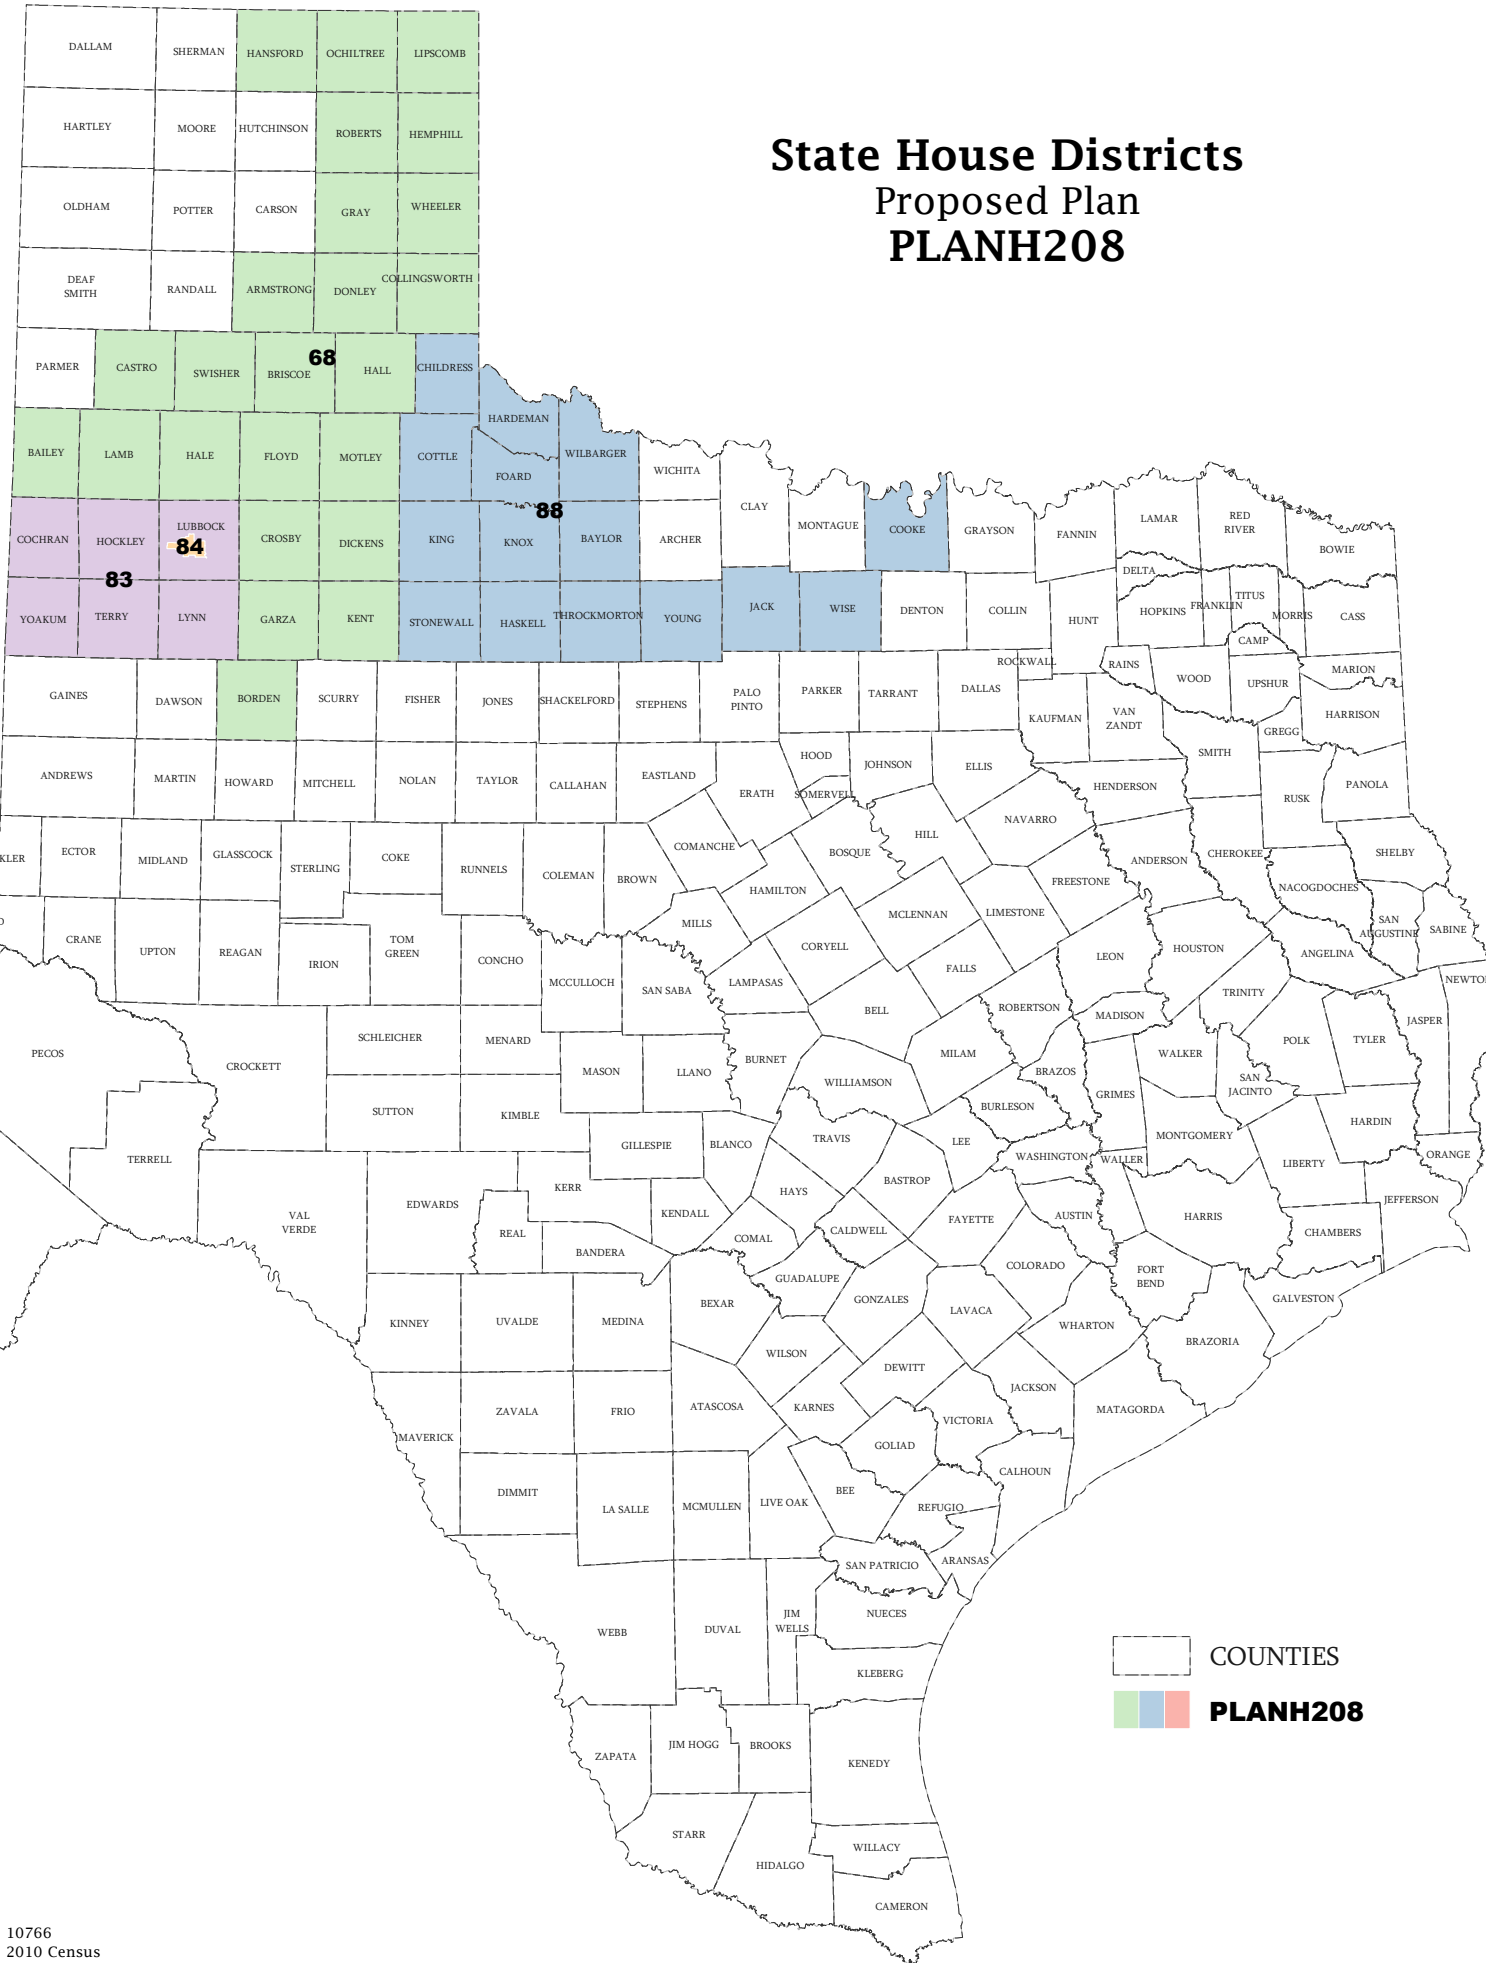 State House Districts
Proposed Plan
PLANH208
DALLAM
SHERMAN
HANSFORD
OCHILTREE
LIPSCOMB
HARTLEY
MOORE
HUTCHINSON
ROBERTS
HEMPHILL
OLDHAM
POTTER
CARSON
GRAY
WHEELER
DEAF
SMITH
RANDALL
ARMSTRONG
DONLEY
COLLINGSWORTH
PARMER
CASTRO
SWISHER
BRISCOE
68
HALL
CHILDRESS
HARDEMAN
BAILEY
LAMB
HALE
FLOYD
MOTLEY
COTTLE
FOARD
WILBARGER
WICHITA
CLAY
MONTAGUE
COOKE
GRAYSON
FANNIN
LAMAR
RED
RIVER
BOWIE
COCHRAN
HOCKLEY
LUBBOCK
84
83
CROSBY
DICKENS
KING
KNOX
88
BAYLOR
ARCHER
DELTA
YOAKUM
TERRY
LYNN
GARZA
KENT
STONEWALL
HASKELL
THROCKMORTON
YOUNG
JACK
WISE
DENTON
COLLIN
HUNT
HOPKINS
FRANKLIN
TITUS
MORRIS
CASS
CAMP
ROCKWALL
RAINS
WOOD
UPSHUR
MARION
GAINES
DAWSON
BORDEN
SCURRY
FISHER
JONES
SHACKELFORD
STEPHENS
PALO
PINTO
PARKER
TARRANT
DALLAS
KAUFMAN
VAN
ZANDT
GREGG
HARRISON
SMITH
ANDREWS
MARTIN
HOWARD
MITCHELL
NOLAN
TAYLOR
CALLAHAN
EASTLAND
ERATH
HOOD
SOMERVELL
JOHNSON
ELLIS
HENDERSON
RUSK
PANOLA
KLER
ECTOR
MIDLAND
GLASSCOCK
STERLING
COKE
RUNNELS
COLEMAN
BROWN
COMANCHE
HAMILTON
BOSQUE
HILL
NAVARRO
ANDERSON
CHEROKEE
NACOGDOCHES
SHELBY
CRANE
UPTON
REAGAN
IRION
TOM
GREEN
CONCHO
MCCULLOCH
SAN SABA
MILLS
LAMPASAS
CORYELL
MCLENNAN
LIMESTONE
FREESTONE
FALLS
LEON
HOUSTON
ANGELINA
SAN
AUGUSTINE
SABINE
NEWTO
PECOS
CROCKETT
SCHLEICHER
MENARD
MASON
LLANO
BURNET
BELL
MILAM
ROBERTSON
MADISON
TRINITY
WALKER
POLK
TYLER
JASPER
SUTTON
KIMBLE
WILLIAMSON
BRAZOS
BURLESON
GRIMES
SAN
JACINTO
TERRELL
VAL
VERDE
EDWARDS
KERR
REAL
GILLESPIE
BLANCO
TRAVIS
LEE
WASHINGTON
WALLER
MONTGOMERY
LIBERTY
HARDIN
ORANGE
JEFFERSON
CHAMBERS
KENDALL
HAYS
BASTROP
CALDWELL
FAYETTE
AUSTIN
HARRIS
BANDERA
COMAL
GUADALUPE
GONZALES
LAVACA
COLORADO
FORT
BEND
GALVESTON
KINNEY
UVALDE
MEDINA
BEXAR
WILSON
DEWITT
WHARTON
BRAZORIA
MAVERICK
ZAVALA
FRIO
ATASCOSA
KARNES
VICTORIA
JACKSON
MATAGORDA
GOLIAD
CALHOUN
DIMMIT
LA SALLE
MCMULLEN
LIVE OAK
BEE
REFUGIO
ARANSAS
SAN PATRICIO
WEBB
DUVAL
JIM
WELLS
NUECES
KLEBERG
ZAPATA
JIM HOGG
BROOKS
KENEDY
STARR
HIDALGO
WILLACY
CAMERON
COUNTIES
PLANH208
10766
2010 Census